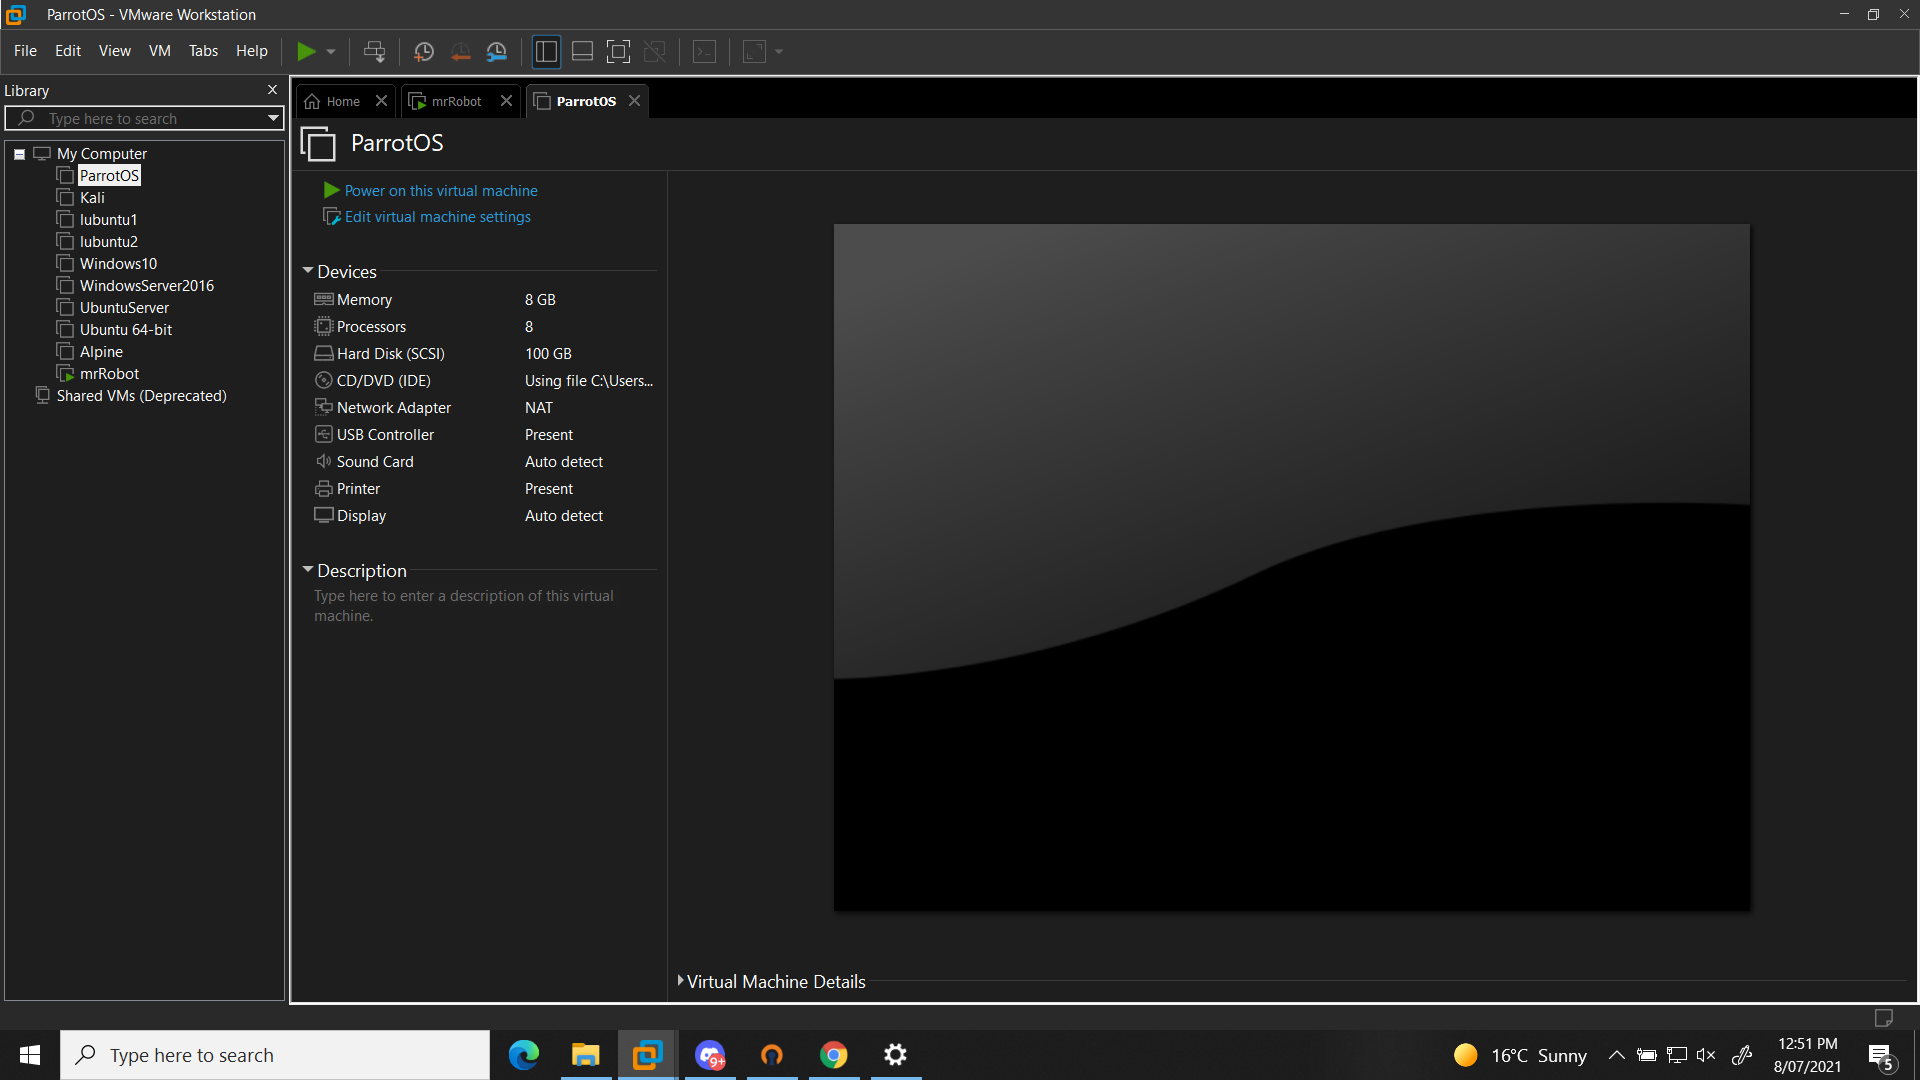 ParrotOS - VMware Workstation
File Edit View VM Tabs Help
Library
Type here to search
My Computer
ParrotOS
Kali
lubuntu1
lubuntu2
Windows10
WindowsServer2016
UbuntuServer
Ubuntu 64-bit
Alpine
mrRobot
Shared VMs (Deprecated)
Home mrRobot ParrotOS
ParrotOS
Power on this virtual machine
Edit virtual machine settings
Devices
Memory 8 GB
Processors 8
Hard Disk (SCSI) 100 GB
CD/DVD (IDE) Using file C:\Users...
Network Adapter NAT
USB Controller Present
Sound Card Auto detect
Printer Present
Display Auto detect
Description
Type here to enter a description of this virtual
machine.
Virtual Machine Details
Type here to search
9+
16°C Sunny
12:51 PM
8/07/2021
5